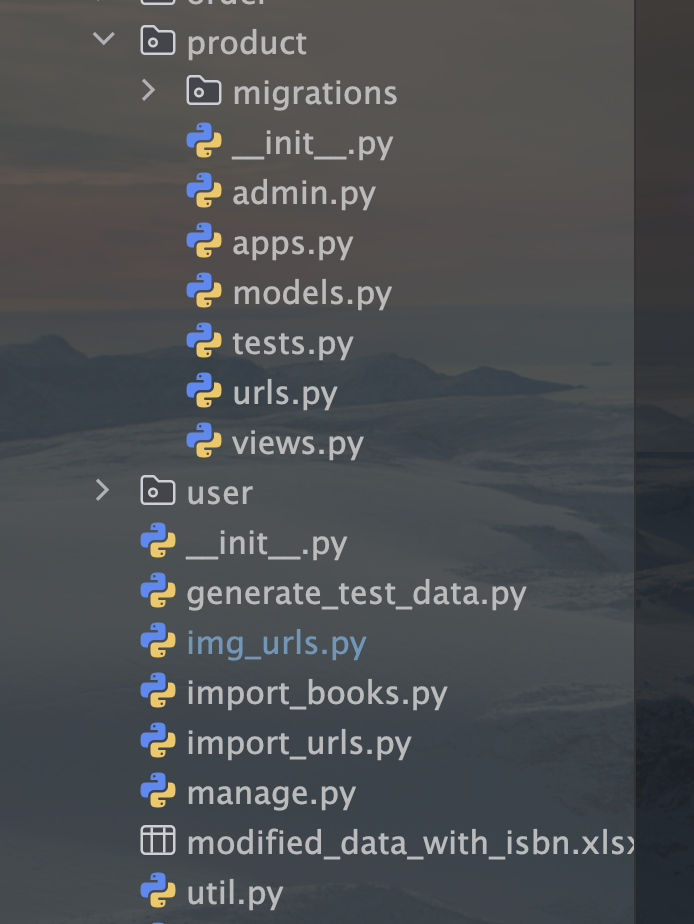 order
product
migrations
__init__.py
admin.py
apps.py
models.py
tests.py
urls.py
views.py
user
__init__.py
generate_test_data.py
img_urls.py
import_books.py
import_urls.py
manage.py
modified_data_with_isbn.xlsx
util.py